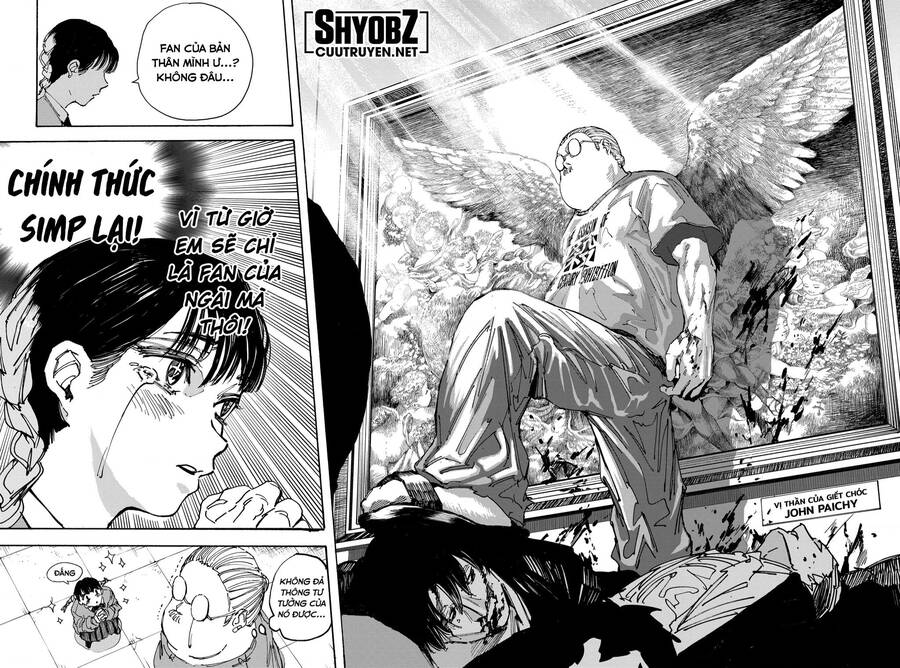 SHYOBZ
CUUTRUYEN.NET
VỊ THẦN CỦA GIẾT CHÓC
JOHN PAICHY
FAN CỦA BẢN
THÂN MÌNH Ư...?
KHÔNG ĐÂU...
VÌ TỪ GIỜ
EM SẼ CHỈ
LÀ FAN CỦA
NGÀI MÀ
THÔI!
CHÍNH THỨC
SIMP LẠI!
KHÔNG ĐẢ
THÔNG TƯ
TƯỞNG CỦA
NÓ ĐƯỢC...
ĐẤNG